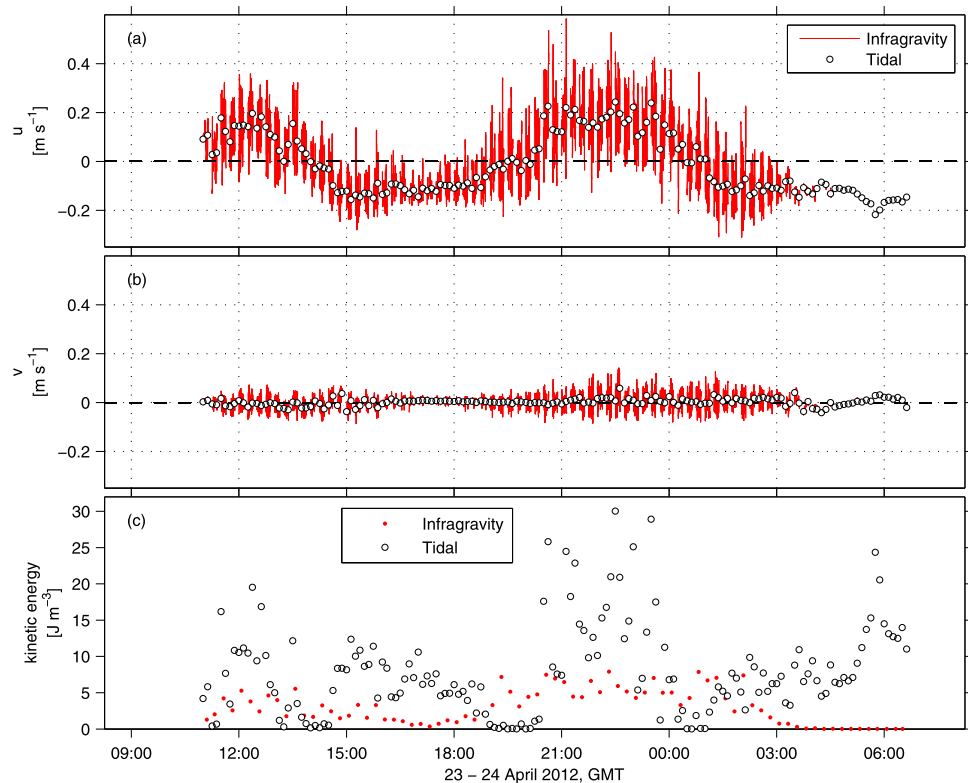 (a)
Infragravity
Tidal
0.4
0.2
0
−0.2
u
[m s⁻¹]
(b)
0.4
0.2
0
−0.2
v
[m s⁻¹]
(c)
Infragravity
Tidal
30
25
20
15
10
5
0
kinetic energy
[J m⁻³]
09:00 12:00 15:00 18:00 21:00 00:00 03:00 06:00
23 − 24 April 2012, GMT